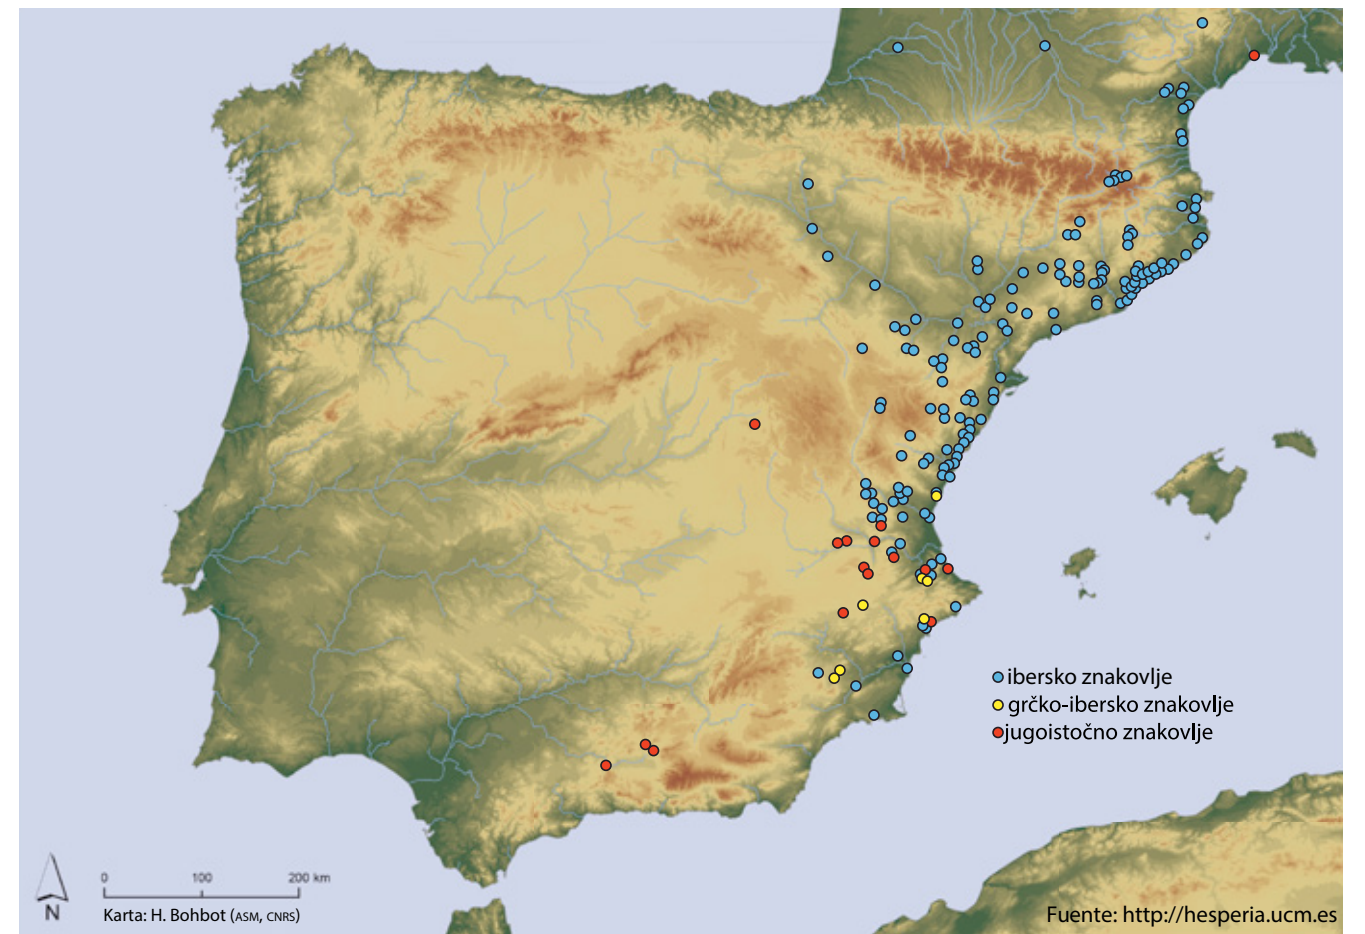 ibersko znakovlje
grčko-ibersko znakovlje
jugoistočno znakovlje
0 100 200 km
N
Karta: H. Bohbot (ASM, CNRS)
Fuente: http://hesperia.ucm.es